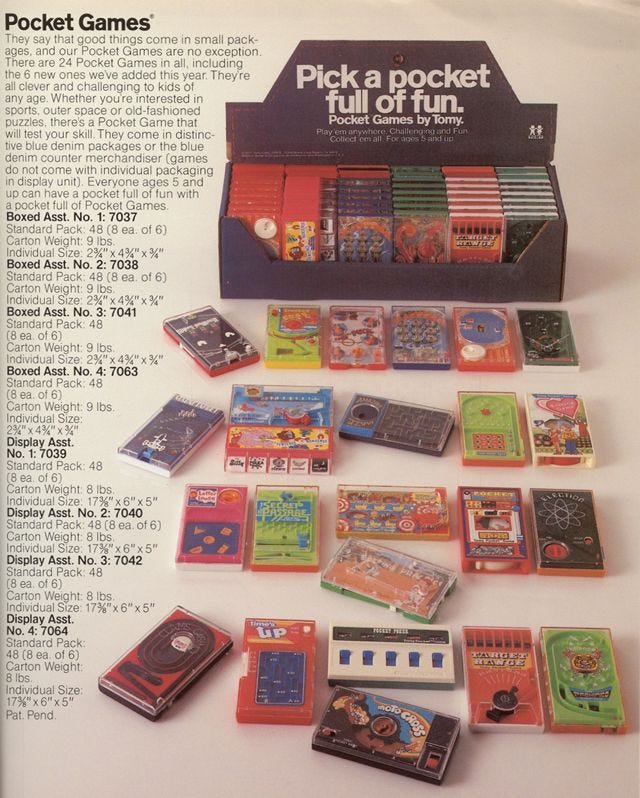 Pocket Games®
They say that good things come in small pack-
ages, and our Pocket Games are no exception.
There are 24 Pocket Games in all, including
the 6 new ones we've added this year. They're
all clever and challenging to kids of
any age. Whether you're interested in
sports, outer space or old-fashioned
puzzles, there's a Pocket Game that
will test your skill. They come in distinc-
tive blue denim packages or the blue
denim counter merchandiser (games
do not come with individual packaging
in display unit). Everyone ages 5 and
up can have a pocket full of fun with
a pocket full of Pocket Games.
Boxed Asst. No. 1: 7037
Standard Pack: 48 (8 ea. of 6)
Carton Weight: 9 lbs.
Individual Size: 2¾" x 4¾" x ¾"
Boxed Asst. No. 2: 7038
Standard Pack: 48 (8 ea. of 6)
Carton Weight: 9 lbs.
Individual Size: 2¾" x 4¾" x ¾"
Boxed Asst. No. 3: 7041
Standard Pack: 48
(8 ea. of 6)
Carton Weight: 9 lbs.
Individual Size: 2¾" x 4¾" x ¾"
Boxed Asst. No. 4: 7063
Standard Pack: 48
(8 ea. of 6)
Carton Weight: 9 lbs.
Individual Size:
2¾" x 4¾" x ¾"
Display Asst.
No. 1: 7039
Standard Pack: 48
(8 ea. of 6)
Carton Weight: 8 lbs.
Individual Size: 17⅜" x 6" x 5"
Display Asst. No. 2: 7040
Standard Pack: 48 (8 ea. of 6)
Carton Weight: 8 lbs.
Individual Size: 17⅜" x 6" x 5"
Display Asst. No. 3: 7042
Standard Pack: 48
(8 ea. of 6)
Carton Weight: 8 lbs.
Individual Size: 17⅜" x 6" x 5"
Display Asst.
No. 4: 7064
Standard Pack:
48 (8 ea. of 6)
Carton Weight:
8 lbs.
Individual Size:
17⅜" x 6" x 5"
Pat. Pend.
Pick a pocket
full of fun.
Pocket Games by Tomy.
Play 'em anywhere. Challenging and Fun.
Collect 'em all. For ages 5 and up.
TARGET
RANGE
SECRET
PASSAGE
POCKET
ELECTION
Time's
UP
POCKET PRESS
MOTO CROSS
TARGET
RANGE